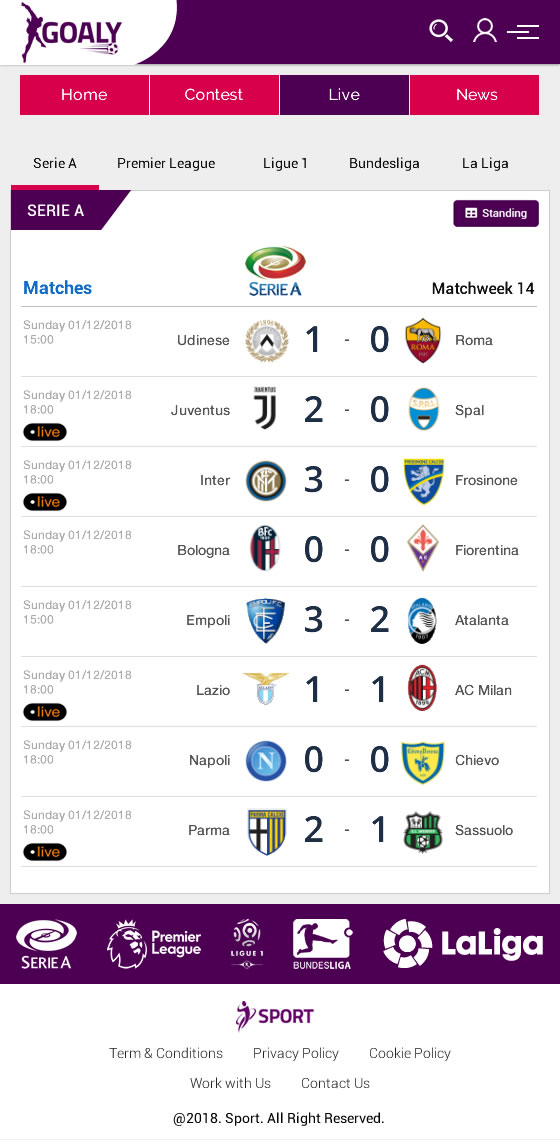 GOALY
Home Contest Live News
Serie A Premier League Ligue 1 Bundesliga La Liga
SERIE A
Standing
SERIE A
Matches Matchweek 14
Sunday 01/12/2018
15:00
Udinese 1 - 0 ROMA Roma
Sunday 01/12/2018
18:00
live
JUVENTUS
Juventus 2 - 0 Spal
Sunday 01/12/2018
18:00
live
Inter 3 - 0 Frosinone
Sunday 01/12/2018
18:00
BFC
Bologna 0 - 0 Fiorentina
Sunday 01/12/2018
15:00
Empoli 3 - 2 Atalanta
Sunday 01/12/2018
18:00
live
Lazio 1 - 1 AC Milan
Sunday 01/12/2018
18:00
Napoli N 0 - 0 Chievo
Sunday 01/12/2018
18:00
live
Parma 2 - 1 Sassuolo
SERIE A
Premier
League
LIGUE 1
BUNDESLIGA
LaLiga
SPORT
Term & Conditions Privacy Policy Cookie Policy
Work with Us Contact Us
@2018. Sport. All Right Reserved.